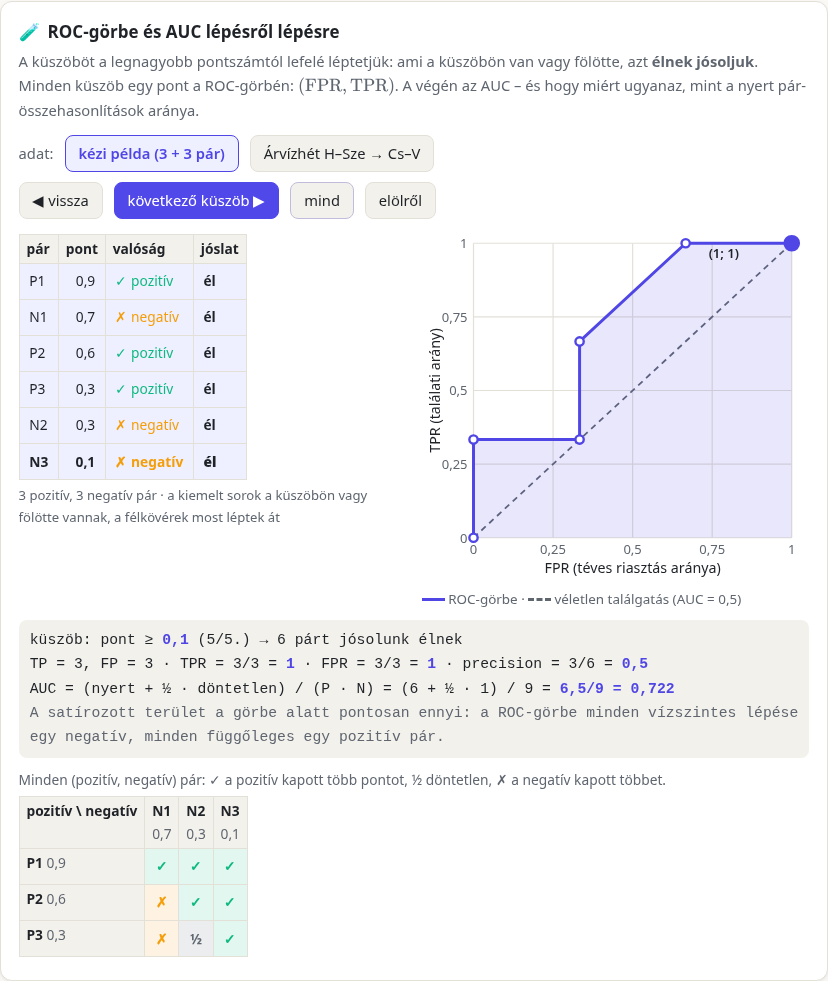 🧪 ROC-görbe és AUC lépésről lépésre
A küszöböt a legnagyobb pontszámtól lefelé léptetjük: ami a küszöbön van vagy fölötte, azt élnek jósoljuk.
Minden küszöb egy pont a ROC-görbén: (FPR, TPR). A végén az AUC – és hogy miért ugyanaz, mint a nyert pár-
összehasonlítások aránya.
adat: kézi példa (3 + 3 pár) Árvízhét H–Sze → Cs–V
◀ vissza következő küszöb ▶ mind elölről
pár pont valóság jóslat
P1 0,9 ✓ pozitív él
N1 0,7 ✗ negatív él
P2 0,6 ✓ pozitív él
P3 0,3 ✓ pozitív él
N2 0,3 ✗ negatív él
N3 0,1 ✗ negatív él
3 pozitív, 3 negatív pár · a kiemelt sorok a küszöbön vagy
fölötte vannak, a félkövérek most léptek át
TPR (találati arány)
1
0,75
0,5
0,25
0
(1; 1)
0 0,25 0,5 0,75 1
FPR (téves riasztás aránya)
ROC-görbe · véletlen találgatás (AUC = 0,5)
küszöb: pont ≥ 0,1 (5/5.) → 6 párt jósolunk élnek
TP = 3, FP = 3 · TPR = 3/3 = 1 · FPR = 3/3 = 1 · precision = 3/6 = 0,5
AUC = (nyert + ½ · döntetlen) / (P · N) = (6 + ½ · 1) / 9 = 6,5/9 = 0,722
A satírozott terület a görbe alatt pontosan ennyi: a ROC-görbe minden vízszintes lépése
egy negatív, minden függőleges egy pozitív pár.
Minden (pozitív, negatív) pár: ✓ a pozitív kapott több pontot, ½ döntetlen, ✗ a negatív kapott többet.
pozitív \ negatív N1 N2 N3
0,7 0,3 0,1
P1 0,9 ✓ ✓ ✓
P2 0,6 ✗ ✓ ✓
P3 0,3 ✗ ½ ✓